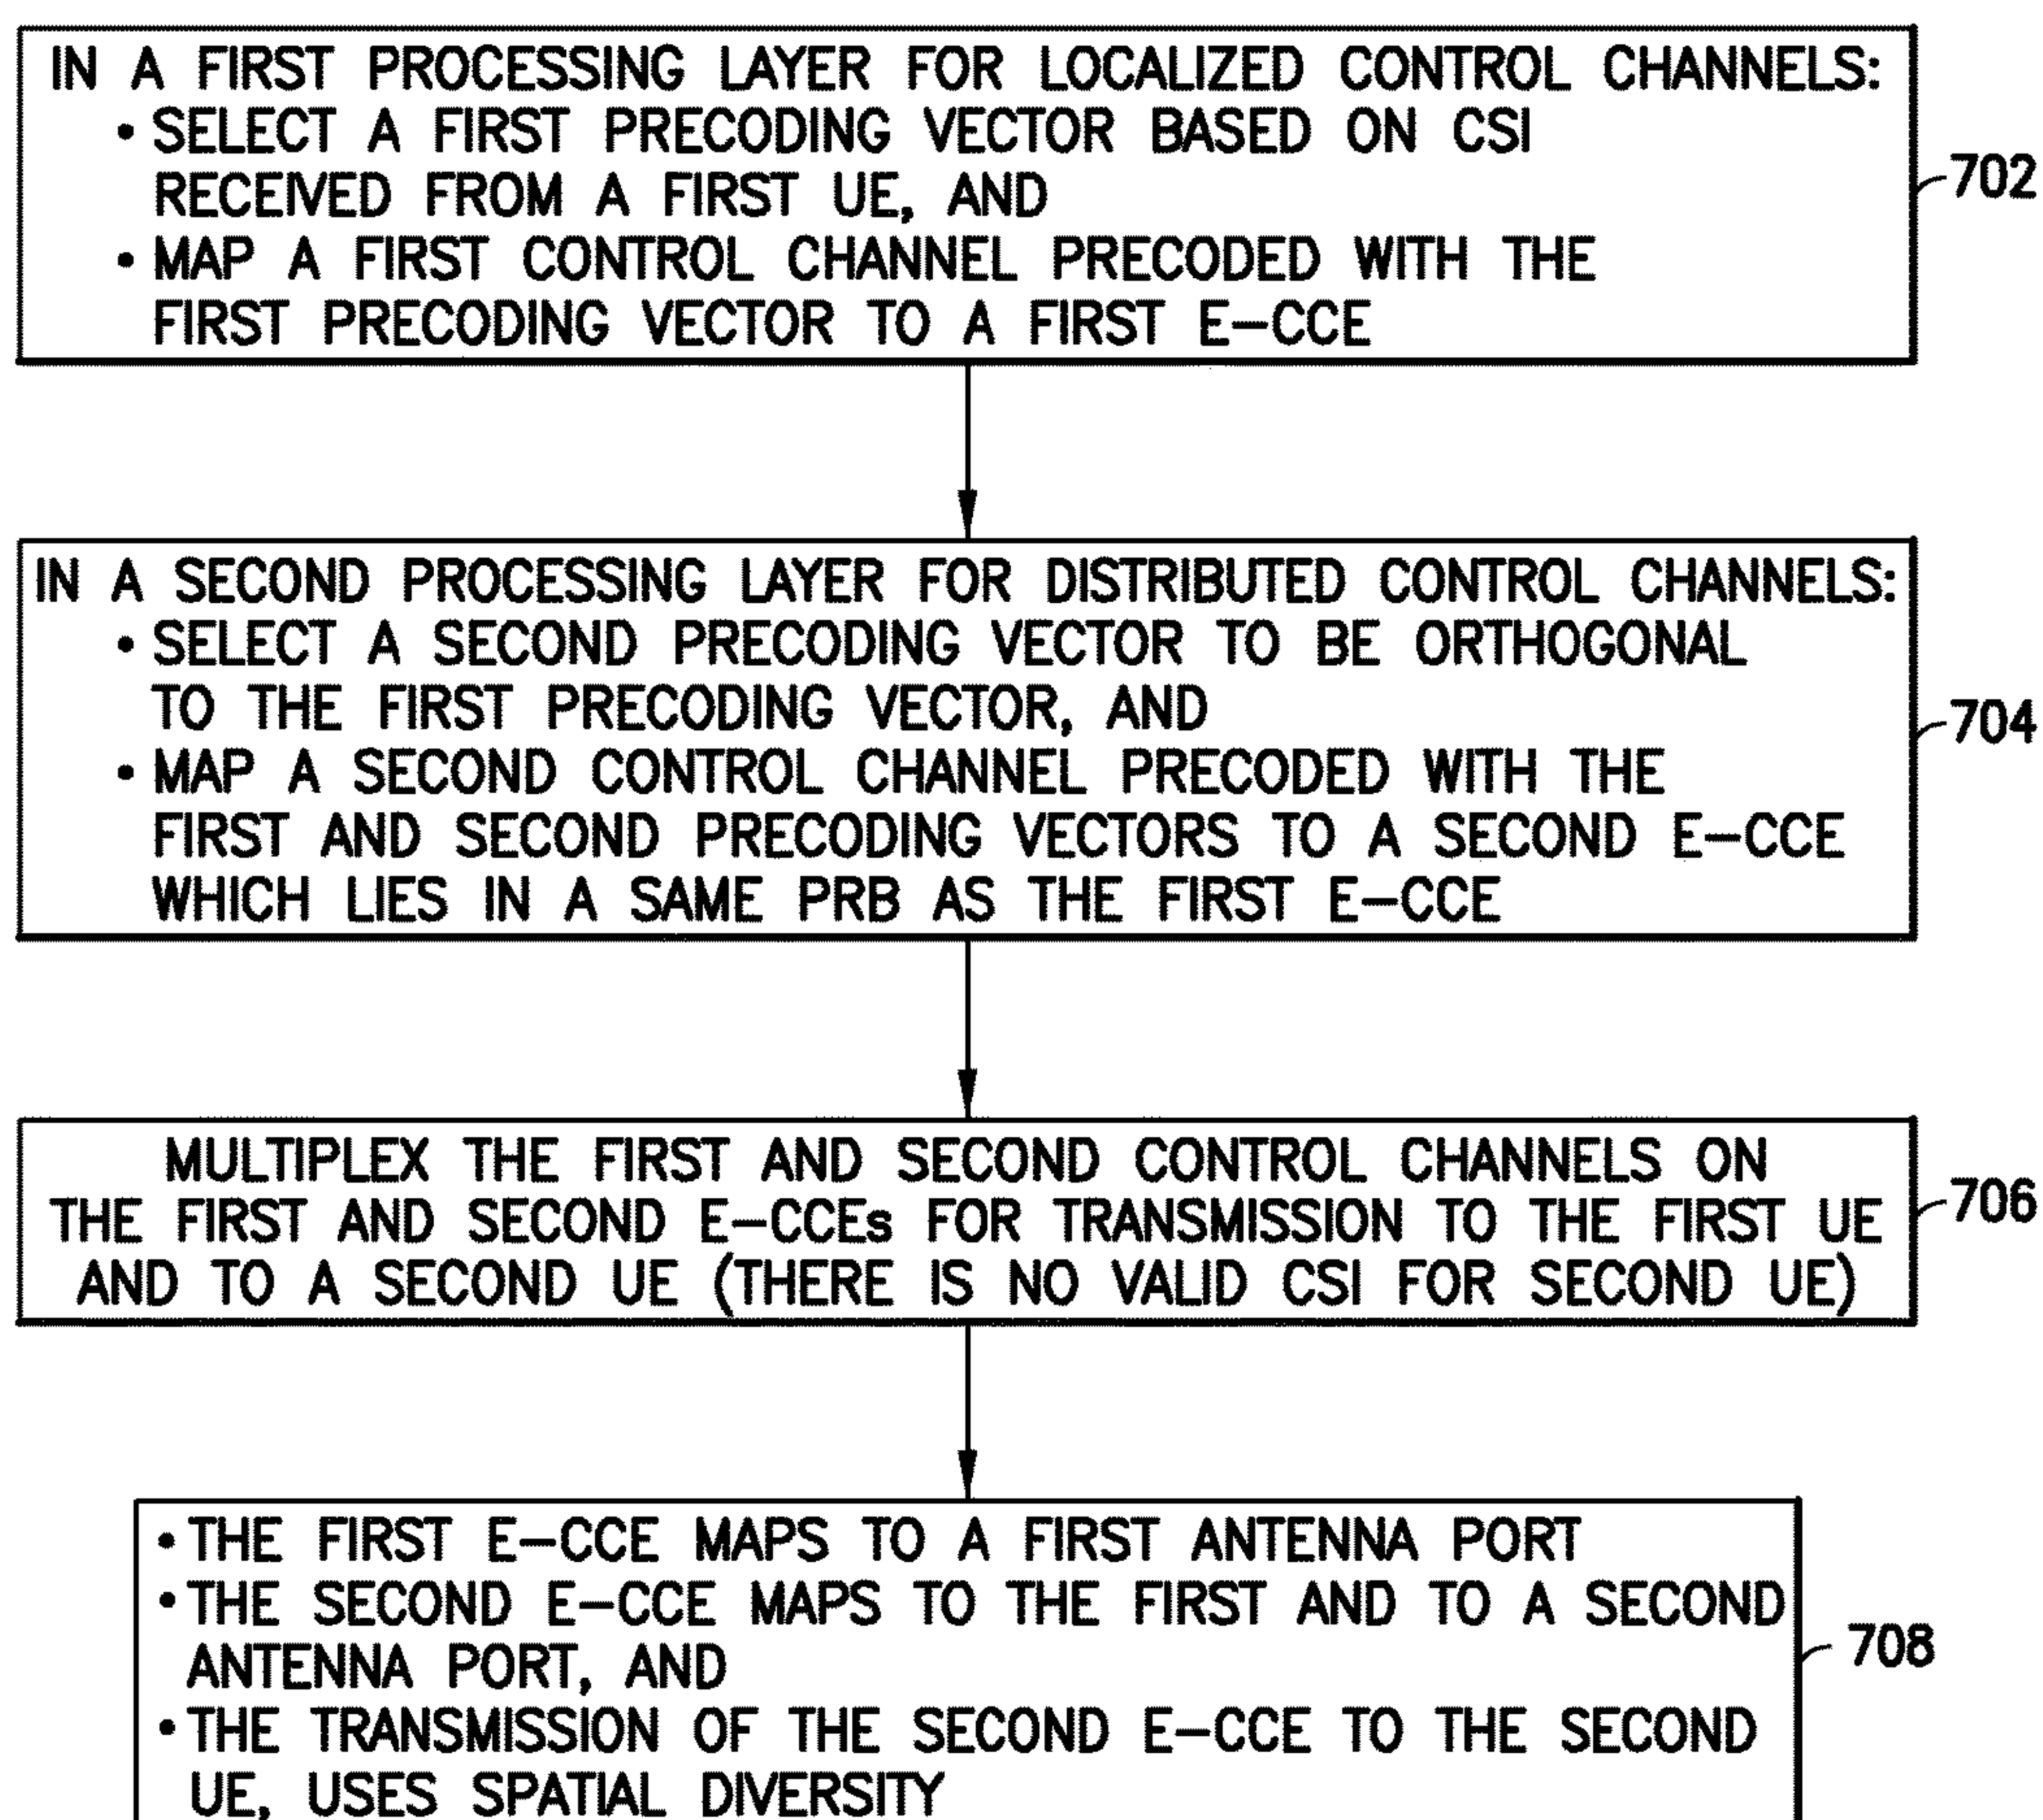 IN A FIRST PROCESSING LAYER FOR LOCALIZED CONTROL CHANNELS:
• SELECT A FIRST PRECODING VECTOR BASED ON CSI
RECEIVED FROM A FIRST UE, AND
• MAP A FIRST CONTROL CHANNEL PRECODED WITH THE
FIRST PRECODING VECTOR TO A FIRST E-CCE
702
IN A SECOND PROCESSING LAYER FOR DISTRIBUTED CONTROL CHANNELS:
• SELECT A SECOND PRECODING VECTOR TO BE ORTHOGONAL
TO THE FIRST PRECODING VECTOR, AND
• MAP A SECOND CONTROL CHANNEL PRECODED WITH THE
FIRST AND SECOND PRECODING VECTORS TO A SECOND E-CCE
WHICH LIES IN A SAME PRB AS THE FIRST E-CCE
704
MULTIPLEX THE FIRST AND SECOND CONTROL CHANNELS ON
THE FIRST AND SECOND E-CCEs FOR TRANSMISSION TO THE FIRST UE
AND TO A SECOND UE (THERE IS NO VALID CSI FOR SECOND UE)
706
• THE FIRST E-CCE MAPS TO A FIRST ANTENNA PORT
• THE SECOND E-CCE MAPS TO THE FIRST AND TO A SECOND
ANTENNA PORT, AND
• THE TRANSMISSION OF THE SECOND E-CCE TO THE SECOND
UE, USES SPATIAL DIVERSITY
708